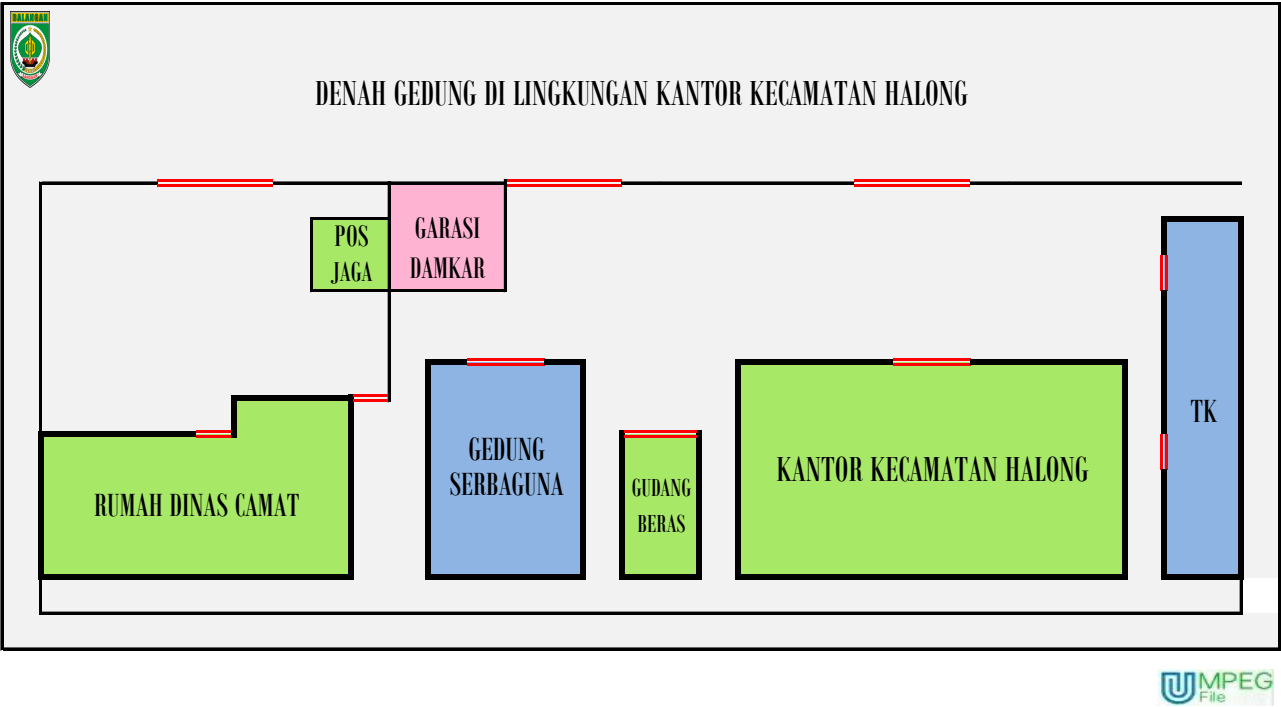 BALANGAN
DENAH GEDUNG DI LINGKUNGAN KANTOR KECAMATAN HALONG
POS
JAGA
GARASI
DAMKAR
RUMAH DINAS CAMAT
GEDUNG
SERBAGUNA
GUDANG
BERAS
KANTOR KECAMATAN HALONG
TK
MPEG
File